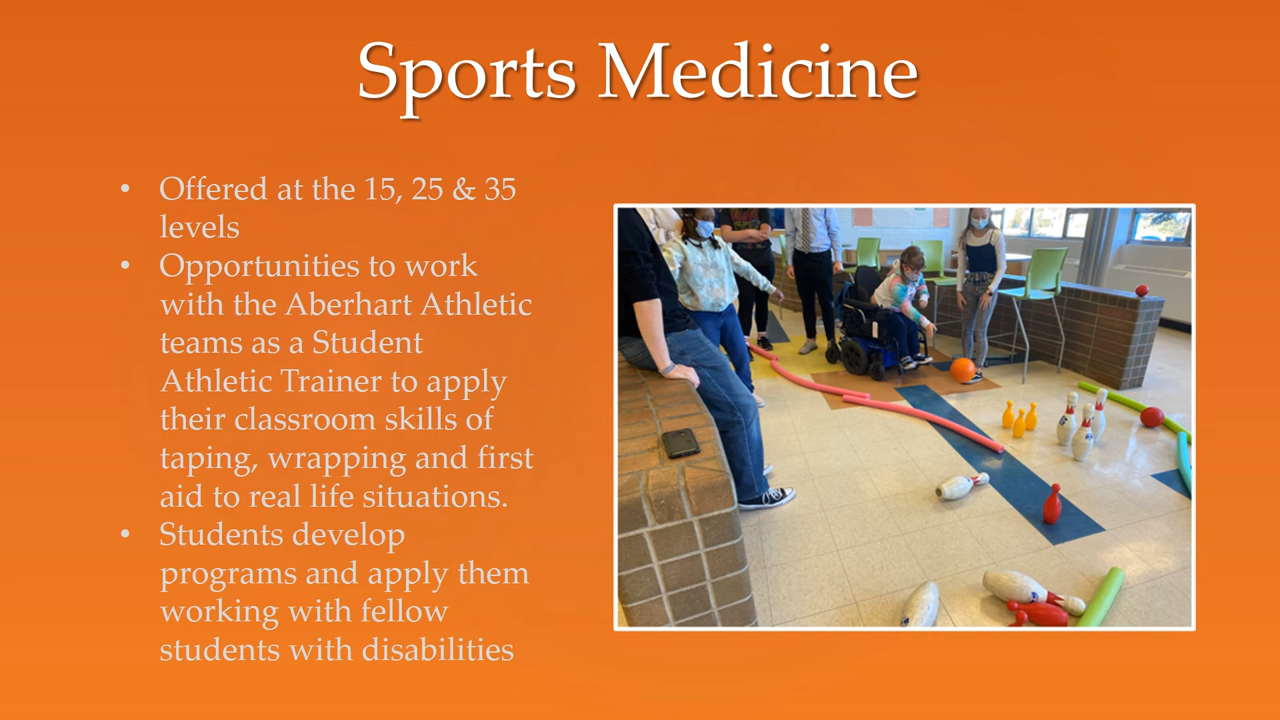 Sports Medicine
• Offered at the 15, 25 & 35
levels
• Opportunities to work
with the Aberhart Athletic
teams as a Student
Athletic Trainer to apply
their classroom skills of
taping, wrapping and first
aid to real life situations.
• Students develop
programs and apply them
working with fellow
students with disabilities